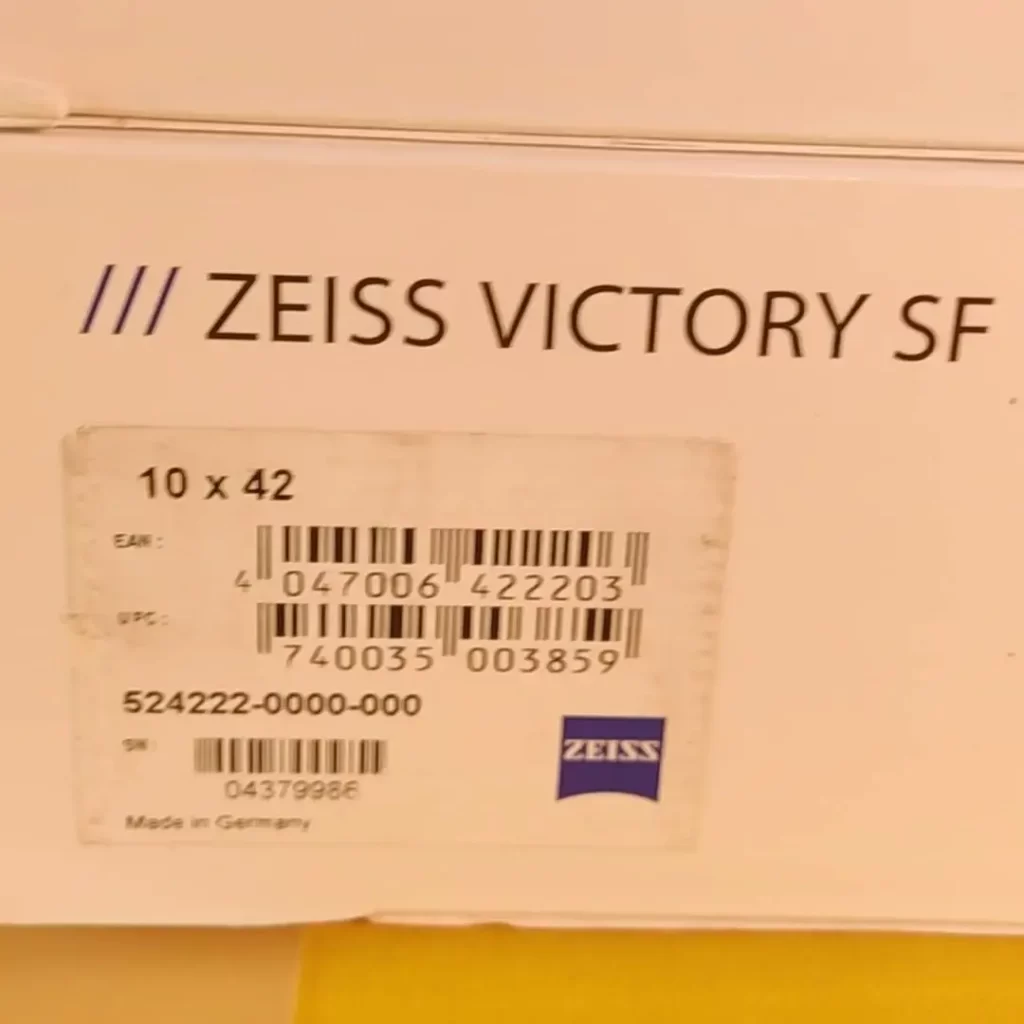 /// ZEISS VICTORY SF
10 x 42
EAN:
4 047006 422203
UPC:
740035 003859
524222-0000-000
SN:
04379986
ZEISS
Made in Germany